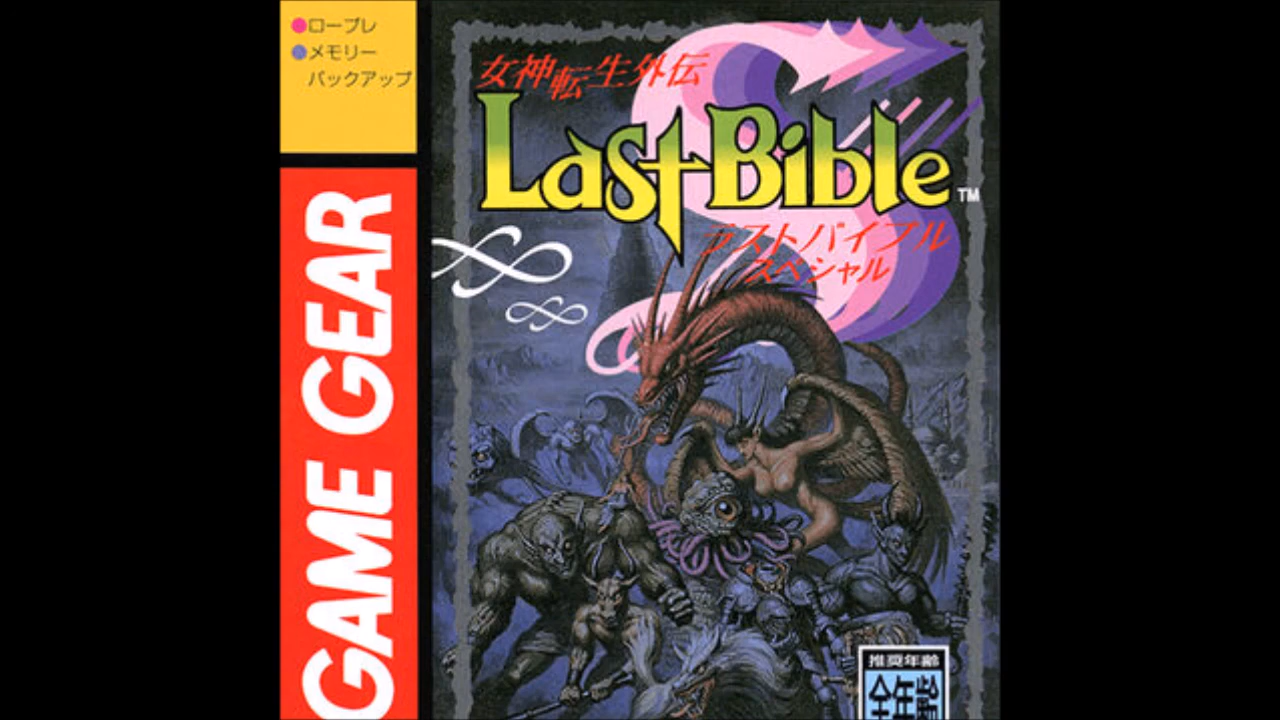 ●ロープレ
●メモリー
バックアップ
GAME GEAR
女神転生外伝
Last Bible
TM
S
ラストバイブル
スペシャル
推奨年齢
全年齢